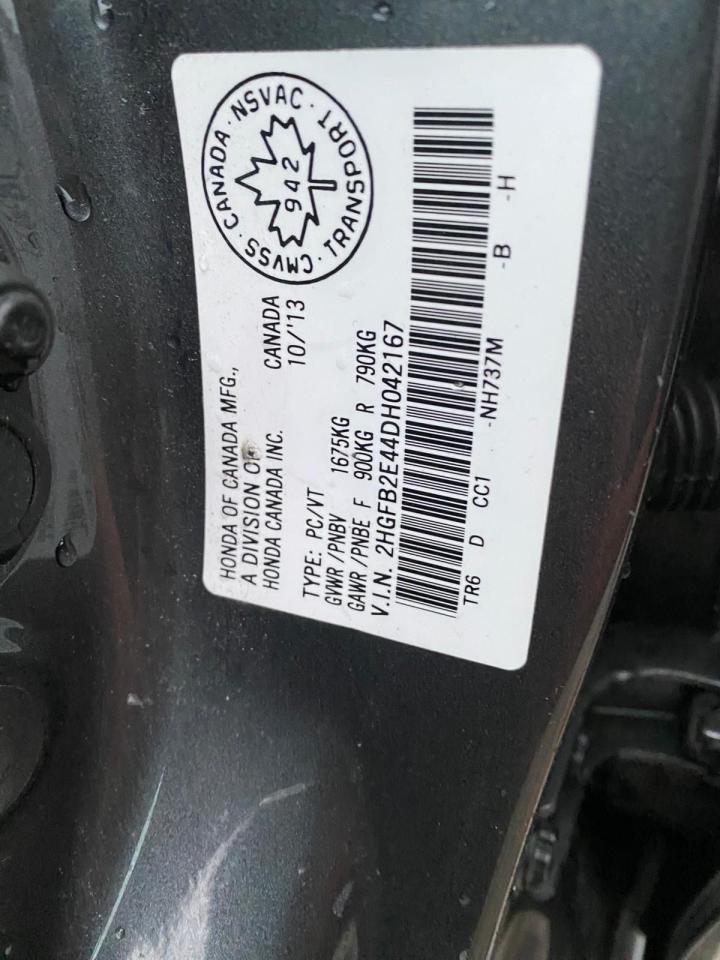 HONDA OF CANADA MFG.,
A DIVISION OF
HONDA CANADA INC.
CANADA
10/'13
TYPE: PC/VT
GVWR /PNBV 1675KG
GAWR /PNBE F 900KG R 790KG
V.I.N. 2HGFB2E44DH042167
TR6 D CC1 -NH737M -B -H
CMVSS · CANADA · NSVAC · TRANSPORT ·
942